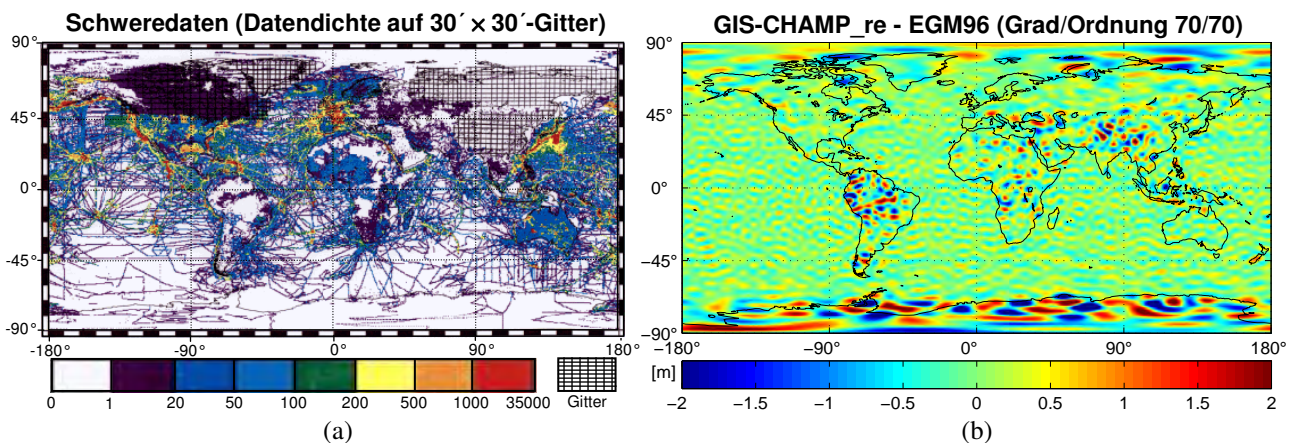 Schweredaten (Datendichte auf 30´ × 30´-Gitter)
90°
45°
0°
-45°
-90°
-180° -90° 0° 90° 180°
0 1 20 50 100 200 500 1000 35000 Gitter
(a)
GIS-CHAMP_re - EGM96 (Grad/Ordnung 70/70)
90°
45°
0°
−45°
−90°
−180° −90° 0° 90° 180°
[m]
−2 −1.5 −1 −0.5 0 0.5 1 1.5 2
(b)